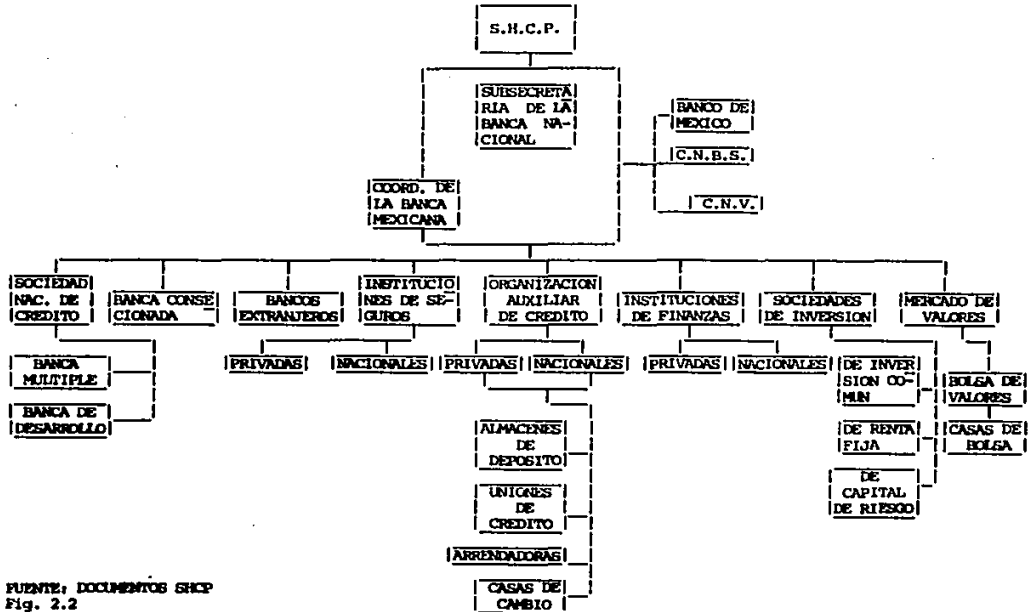 S.H.C.P.
SUBSECRETA
RIA DE LA
BANCA NA-
CIONAL
BANCO DE
MEXICO
C.N.B.S.
C.N.V.
COORD. DE
LA BANCA
MEXICANA
SOCIEDAD
NAC. DE
CREDITO
BANCA CONSE
CIONADA
BANCOS
EXTRANJEROS
INSTITUCIO
NES DE SE-
GUROS
ORGANIZACION
AUXILIAR
DE CREDITO
INSTITUCIONES
DE FINANZAS
SOCIEDADES
DE INVERSION
MERCADO DE
VALORES
BANCA
MULTIPLE
BANCA DE
DESARROLLO
PRIVADAS
NACIONALES
PRIVADAS
NACIONALES
PRIVADAS
NACIONALES
DE INVER
SION CO-
MUN
DE RENTA
FIJA
DE
CAPITAL
DE RIESGO
BOLSA DE
VALORES
CASAS DE
BOLSA
ALMACENES
DE
DEPOSITO
UNIONES
DE
CREDITO
ARRENDADORAS
CASAS DE
CAMBIO
FUENTE: DOCUMENTOS SHCP
Fig. 2.2